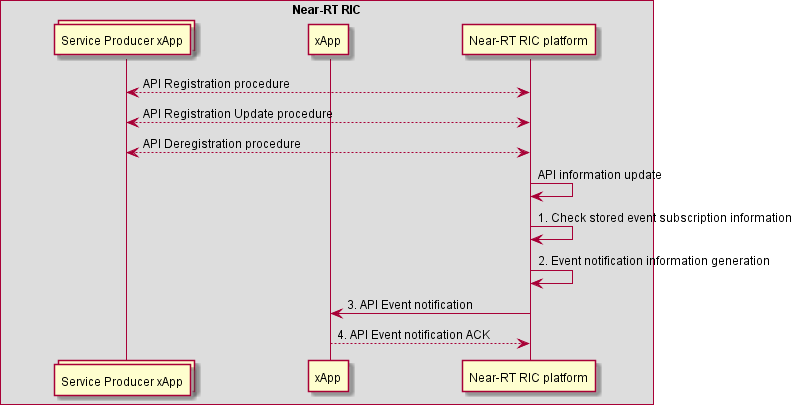 Near-RT RIC
Service Producer xApp
xApp
Near-RT RIC platform
API Registration procedure
API Registration Update procedure
API Deregistration procedure
API information update
1. Check stored event subscription information
2. Event notification information generation
3. API Event notification
4. API Event notification ACK
Service Producer xApp
xApp
Near-RT RIC platform